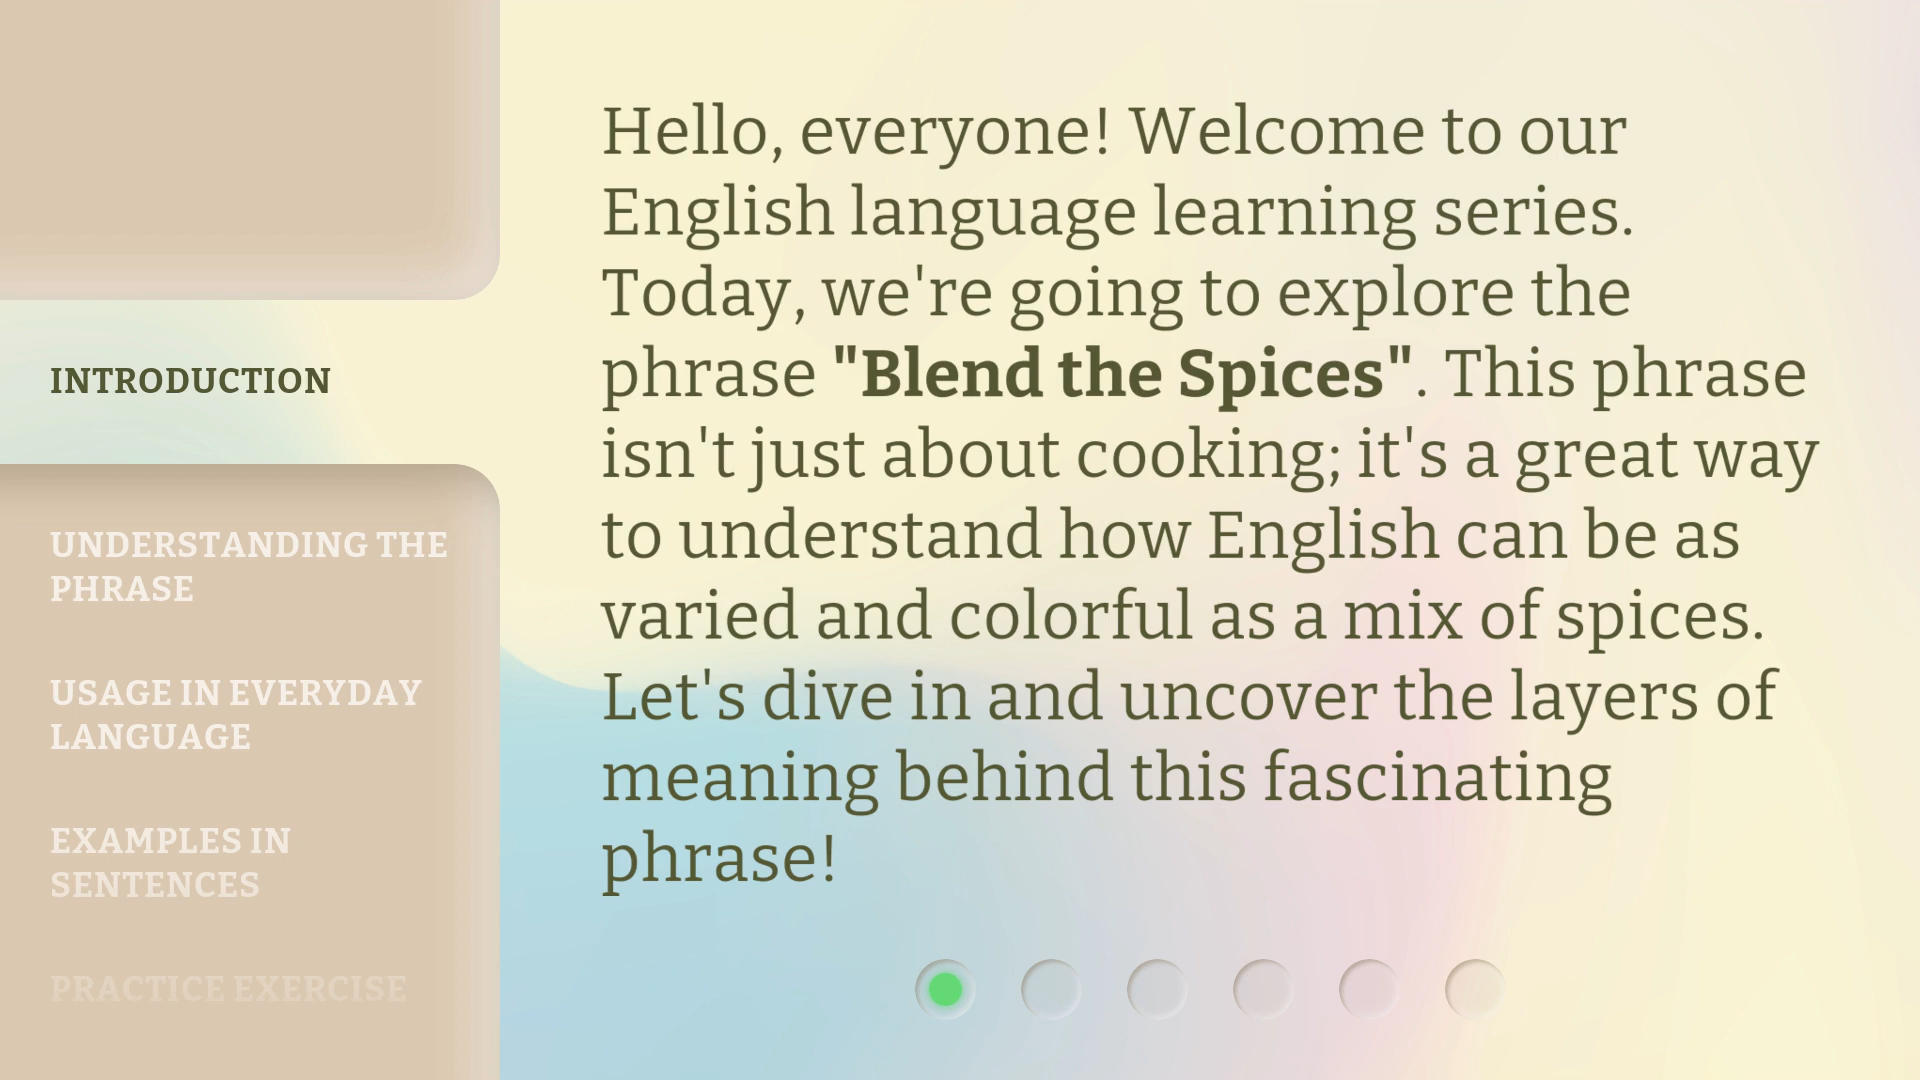 INTRODUCTION
UNDERSTANDING THE
PHRASE
USAGE IN EVERYDAY
LANGUAGE
EXAMPLES IN
SENTENCES
PRACTICE EXERCISE
Hello, everyone! Welcome to our
English language learning series.
Today, we're going to explore the
phrase "Blend the Spices". This phrase
isn't just about cooking; it's a great way
to understand how English can be as
varied and colorful as a mix of spices.
Let's dive in and uncover the layers of
meaning behind this fascinating
phrase!